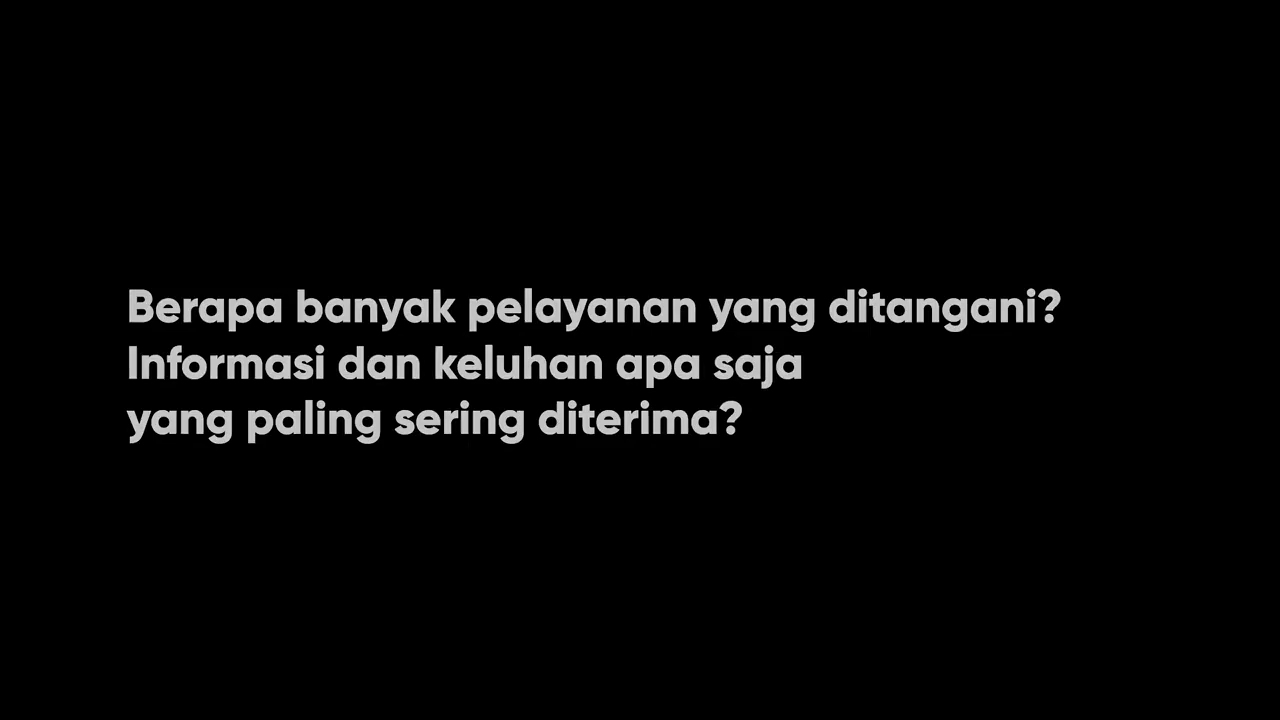 Berapa banyak pelayanan yang ditangani?
Informasi dan keluhan apa saja
yang paling sering diterima?